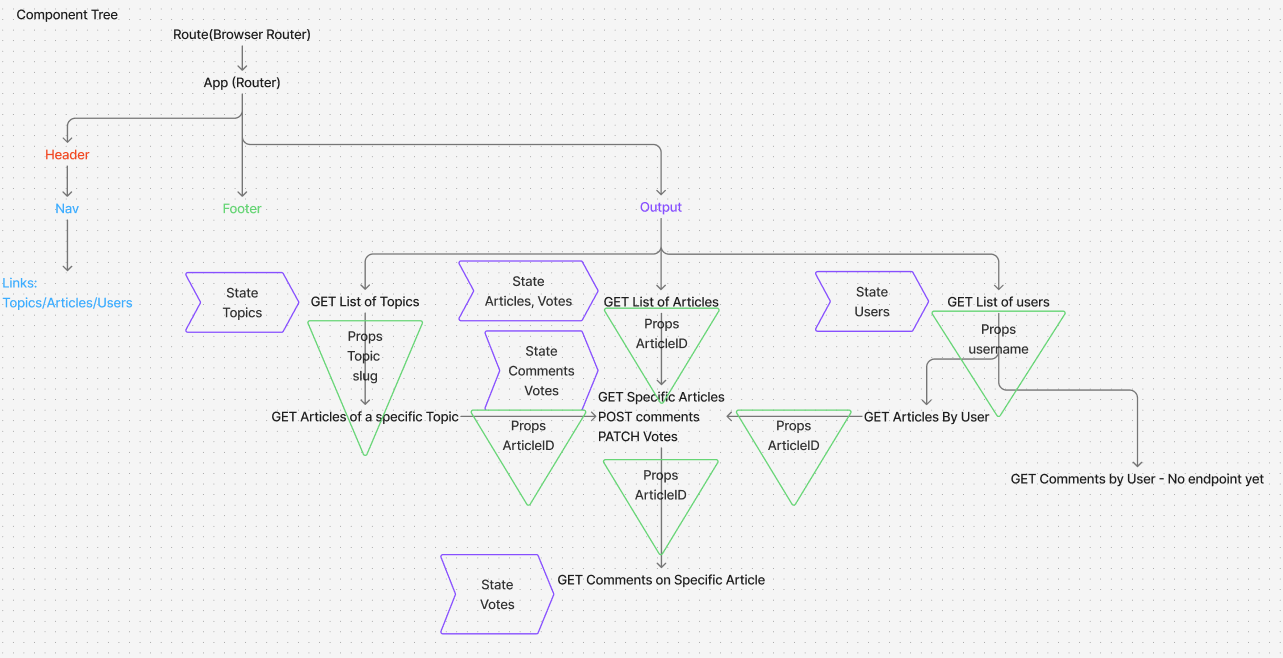 Component Tree
Route(Browser Router)
App (Router)
Header
Nav
Footer
Output
Links:
Topics/Articles/Users
State
Topics
GET List of Topics
Props
Topic
slug
GET Articles of a specific Topic
State
Articles, Votes
GET List of Articles
Props
ArticleID
State
Comments
Votes
GET Specific Articles
POST comments
PATCH Votes
Props
ArticleID
Props
ArticleID
State
Users
GET List of users
Props
username
GET Articles By User
Props
ArticleID
GET Comments by User - No endpoint yet
State
Votes
GET Comments on Specific Article